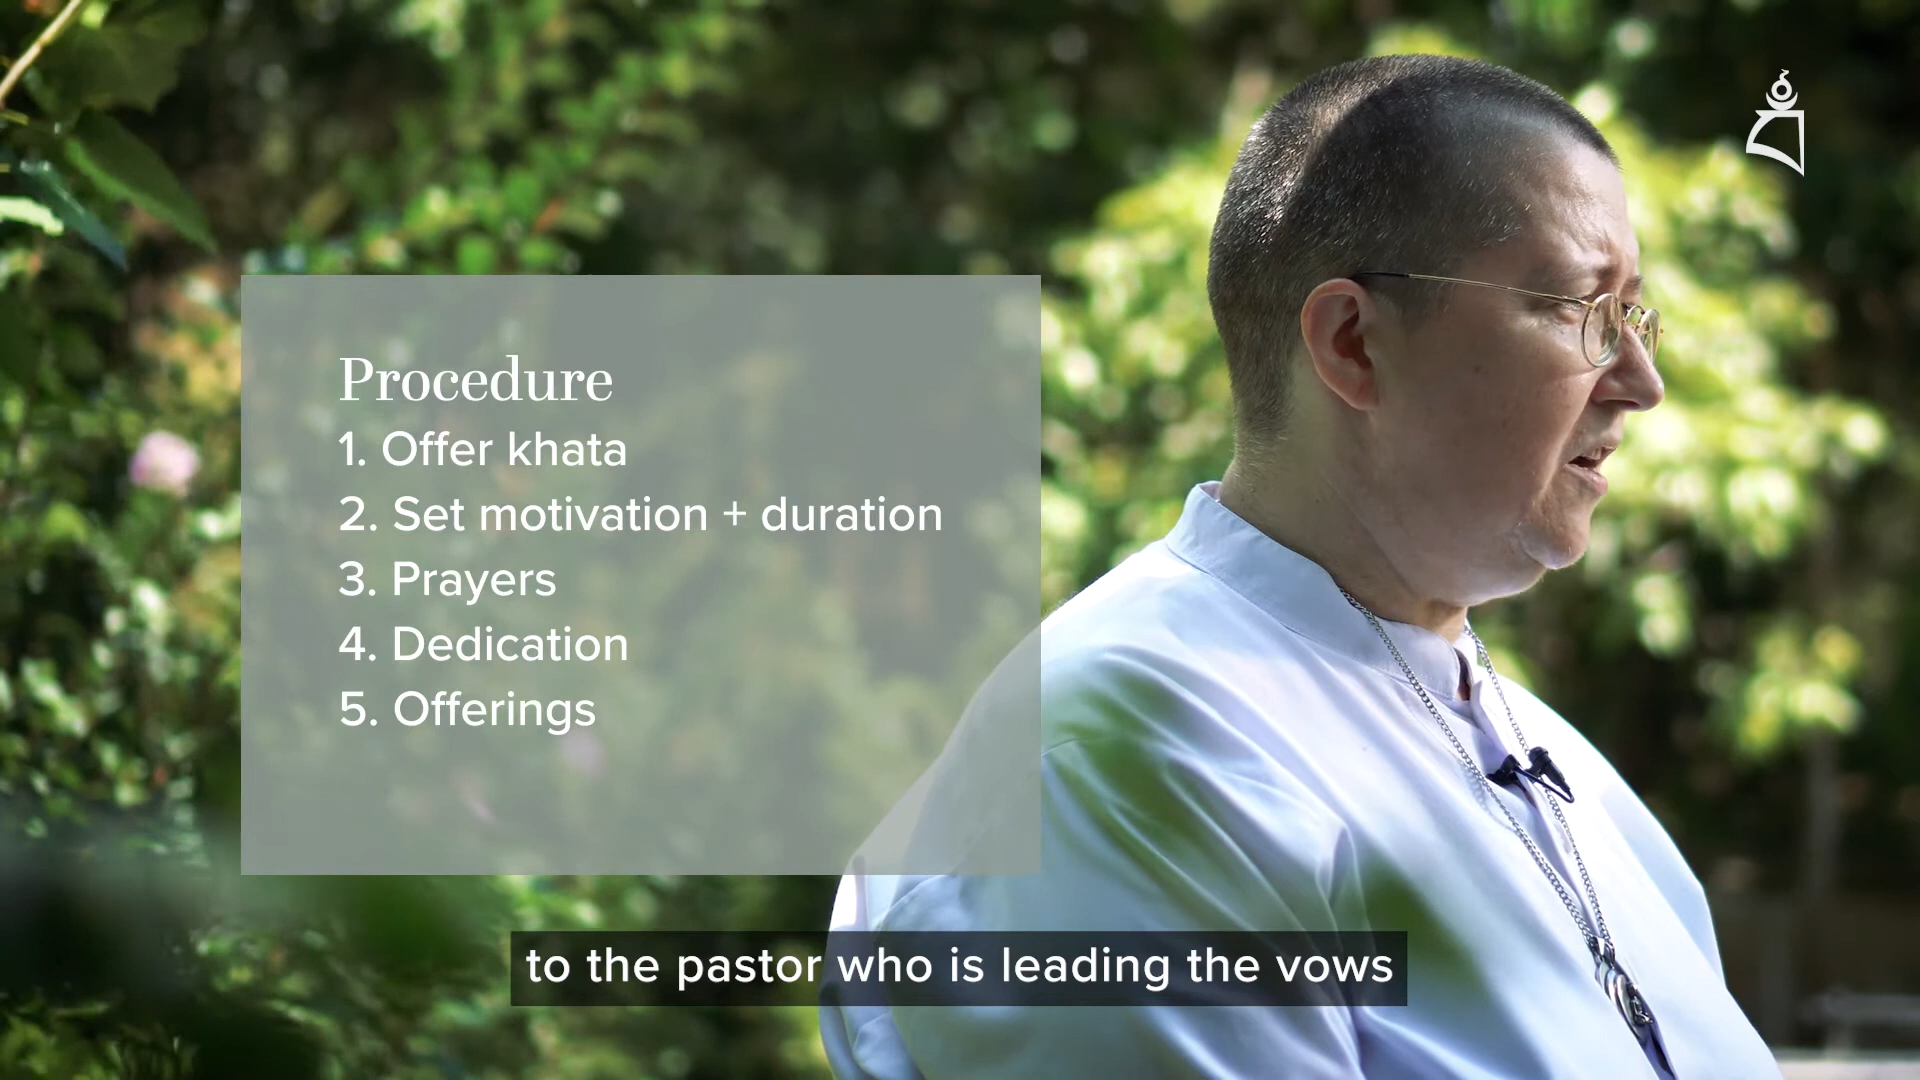 Procedure
1. Offer khata
2. Set motivation + duration
3. Prayers
4. Dedication
5. Offerings
to the pastor who is leading the vows